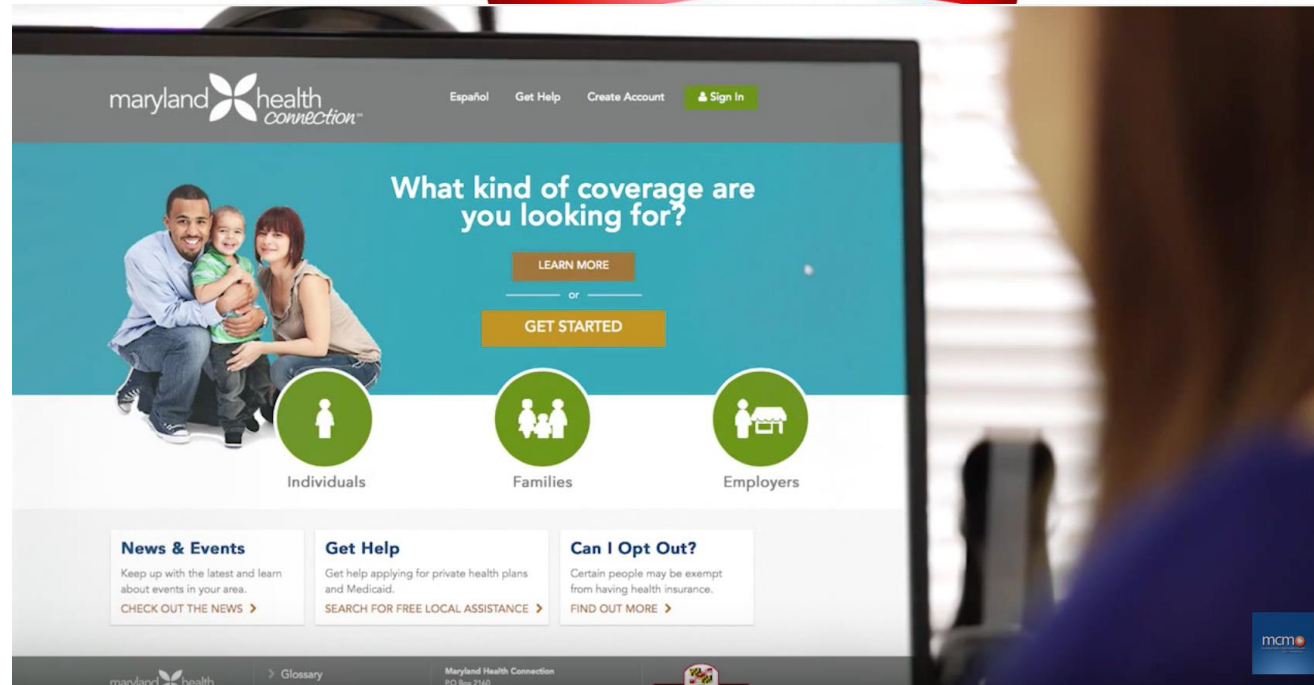 maryland health
connection
Español Get Help Create Account Sign In
What kind of coverage are
you looking for?
LEARN MORE
or
GET STARTED
Individuals Families Employers
News & Events
Keep up with the latest and learn
about events in your area.
CHECK OUT THE NEWS >
Get Help
Get help applying for private health plans
and Medicaid.
SEARCH FOR FREE LOCAL ASSISTANCE >
Can I Opt Out?
Certain people may be exempt
from having health insurance.
FIND OUT MORE >
maryland health
> Glossary
Maryland Health Connection
P.O. Box 2160
mcm